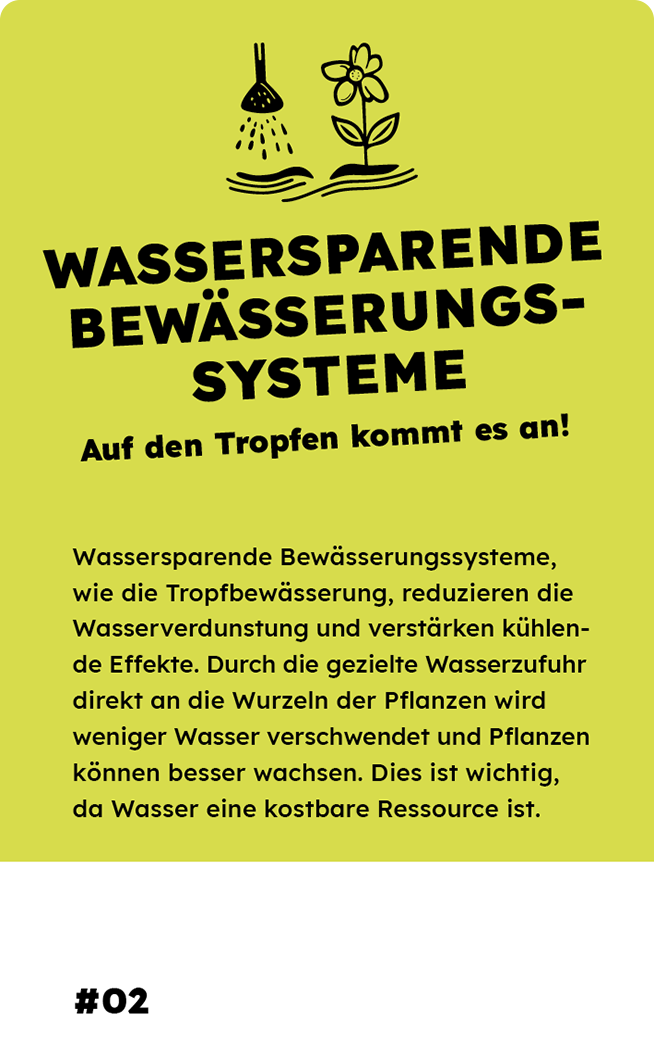 WASSERSPARENDE
BEWÄSSERUNGS-
SYSTEME
Auf den Tropfen kommt es an!
Wassersparende Bewässerungssysteme,
wie die Tropfbewässerung, reduzieren die
Wasserverdunstung und verstärken kühlen-
de Effekte. Durch die gezielte Wasserzufuhr
direkt an die Wurzeln der Pflanzen wird
weniger Wasser verschwendet und Pflanzen
können besser wachsen. Dies ist wichtig,
da Wasser eine kostbare Ressource ist.
#02